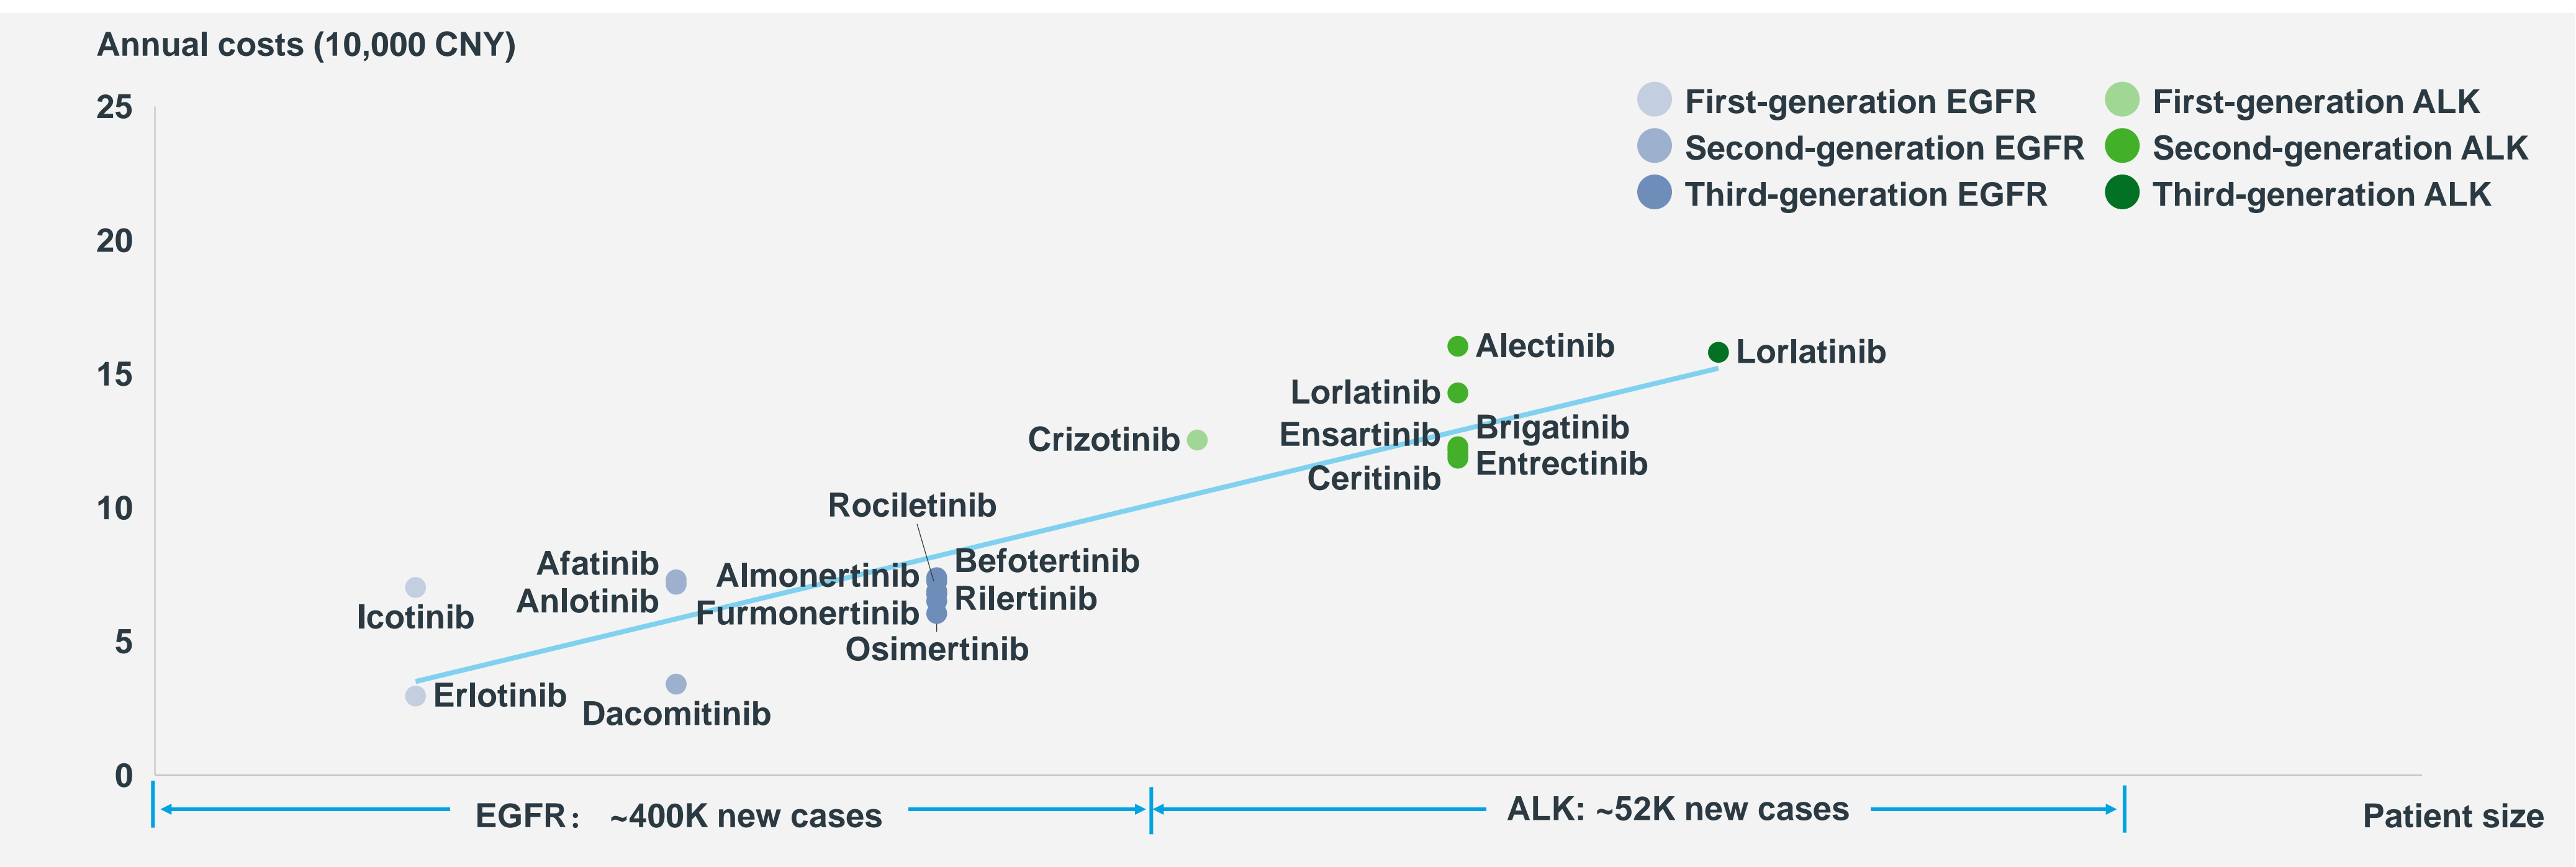 Annual costs (10,000 CNY)
25
20
15
10
5
0
First-generation EGFR
Second-generation EGFR
Third-generation EGFR
First-generation ALK
Second-generation ALK
Third-generation ALK
Alectinib
Lorlatinib
Lorlatinib
Crizotinib
Ensartinib
Brigatinib
Ceritinib
Entrectinib
Rociletinib
Afatinib
Anlotinib
Almonertinib
Befotertinib
Furmonertinib
Rilertinib
Osimertinib
Icotinib
Erlotinib
Dacomitinib
EGFR： ~400K new cases
ALK: ~52K new cases
Patient size